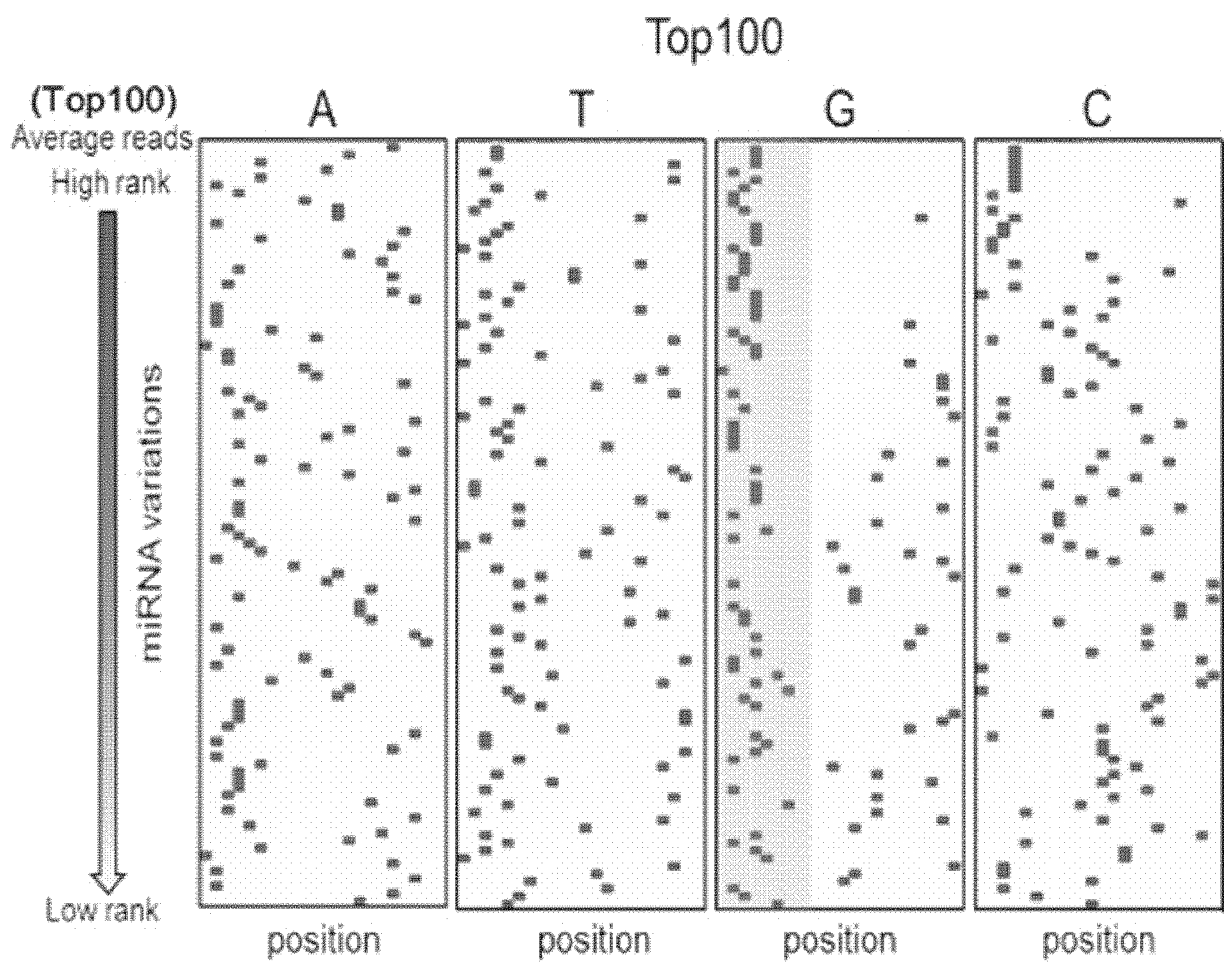 Top100
(Top100)
Average reads
High rank
A
T
G
C
miRNA variations
Low rank
position
position
position
position